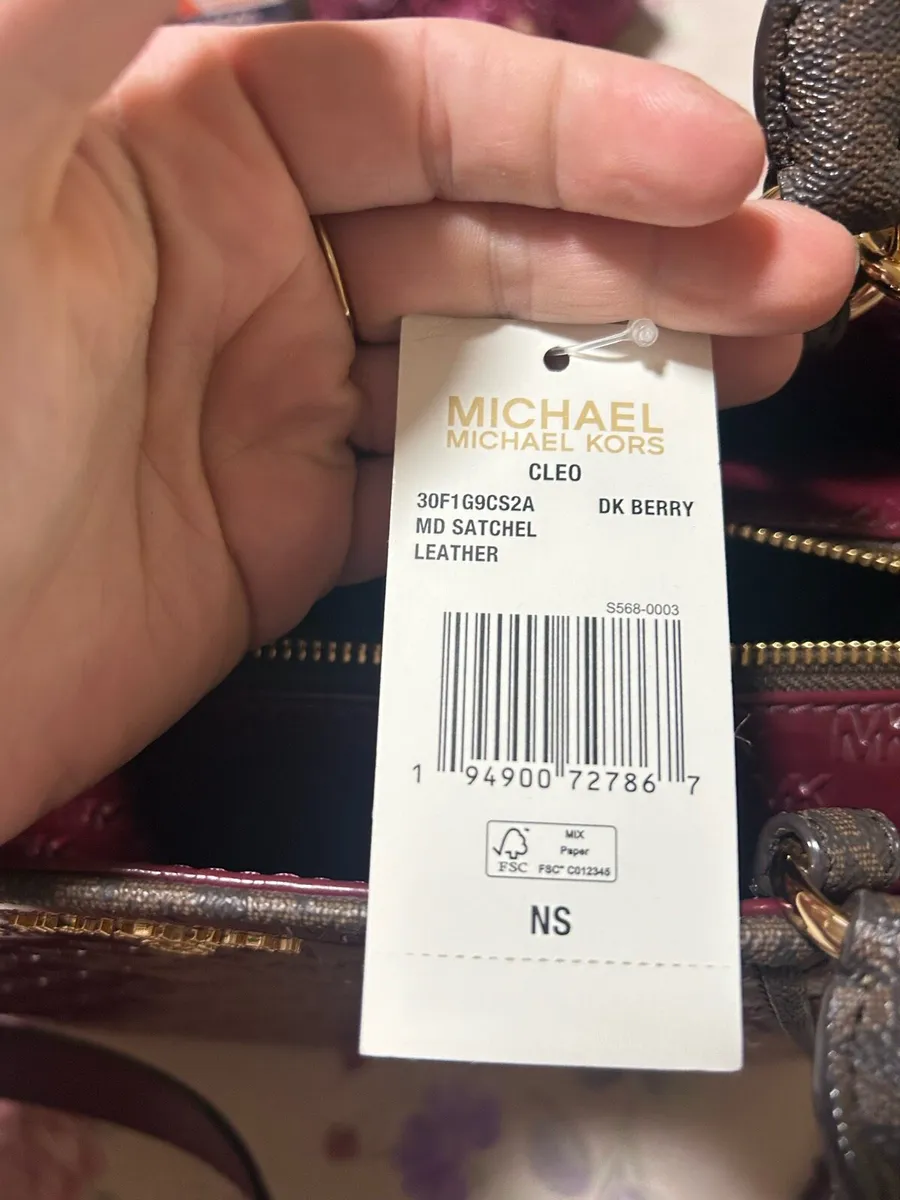 MICHAEL
MICHAEL KORS
CLEO
30F1G9CS2A DK BERRY
MD SATCHEL
LEATHER
S568-0003
1 94900 72786 7
FSC
MIX
Paper
FSC® C012345
NS